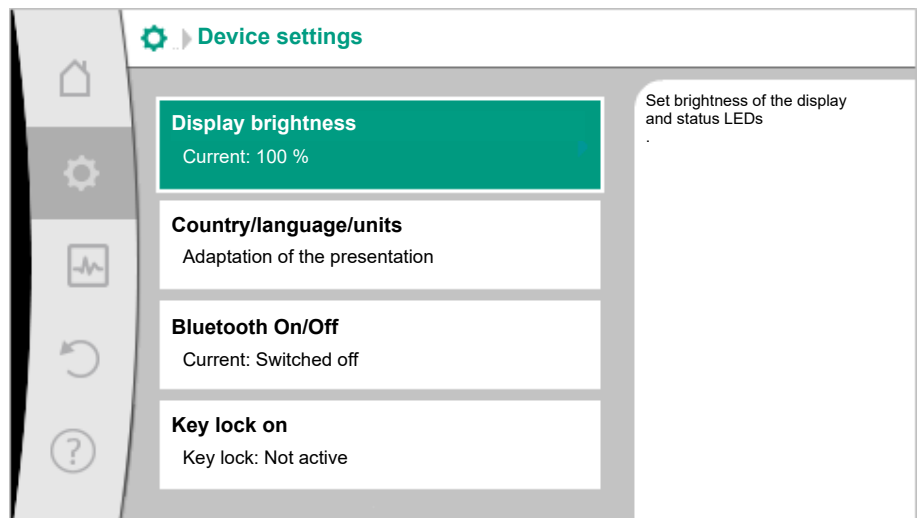 Device settings
Display brightness
Current: 100 %
Country/language/units
Adaptation of the presentation
Bluetooth On/Off
Current: Switched off
Key lock on
Key lock: Not active
Set brightness of the display
and status LEDs
.
?